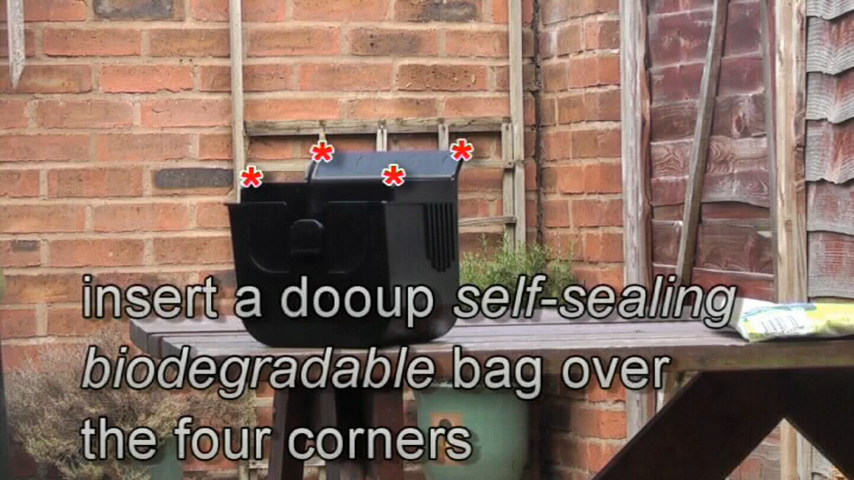 insert a dooup self-sealing
biodegradable bag over
the four corners